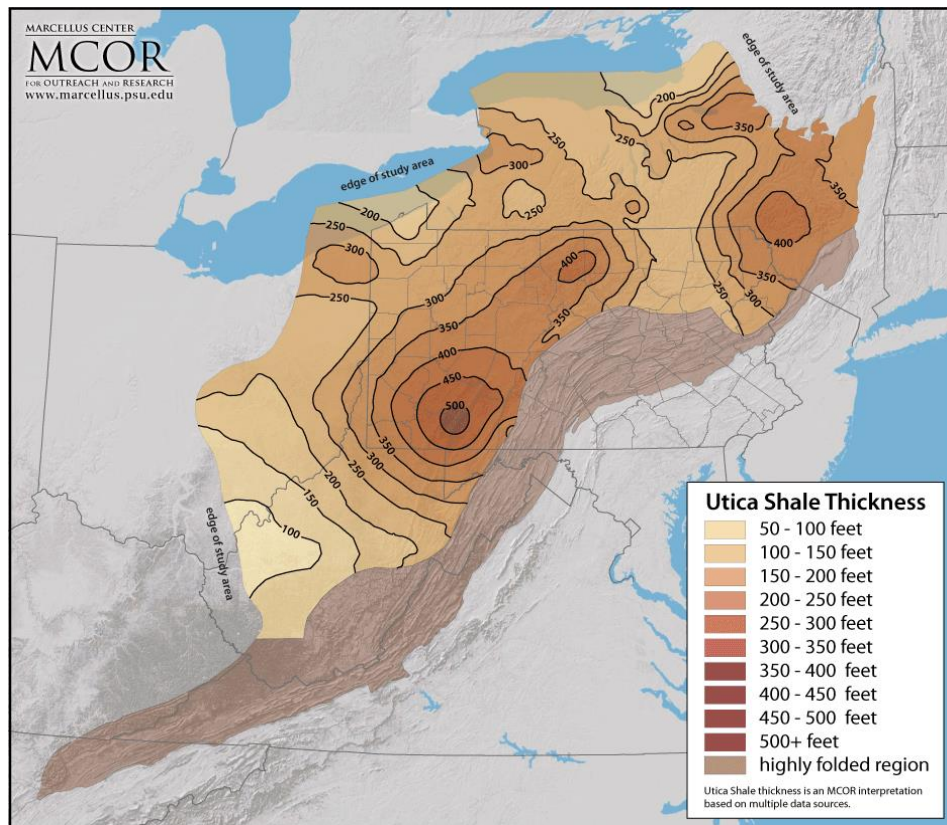 MARCELLUS CENTER
MCOR
FOR OUTREACH AND RESEARCH
www.marcellus.psu.edu
edge of study area
200
350
250
250
300
250
350
edge of study area
200
250
300
250
400
400
350
300
250
300
250
350
400
350
450
500
350
300
250
200
150
100
edge of study area
Utica Shale Thickness
50 - 100 feet
100 - 150 feet
150 - 200 feet
200 - 250 feet
250 - 300 feet
300 - 350 feet
350 - 400 feet
400 - 450 feet
450 - 500 feet
500+ feet
highly folded region
Utica Shale thickness is an MCOR interpretation
based on multiple data sources.